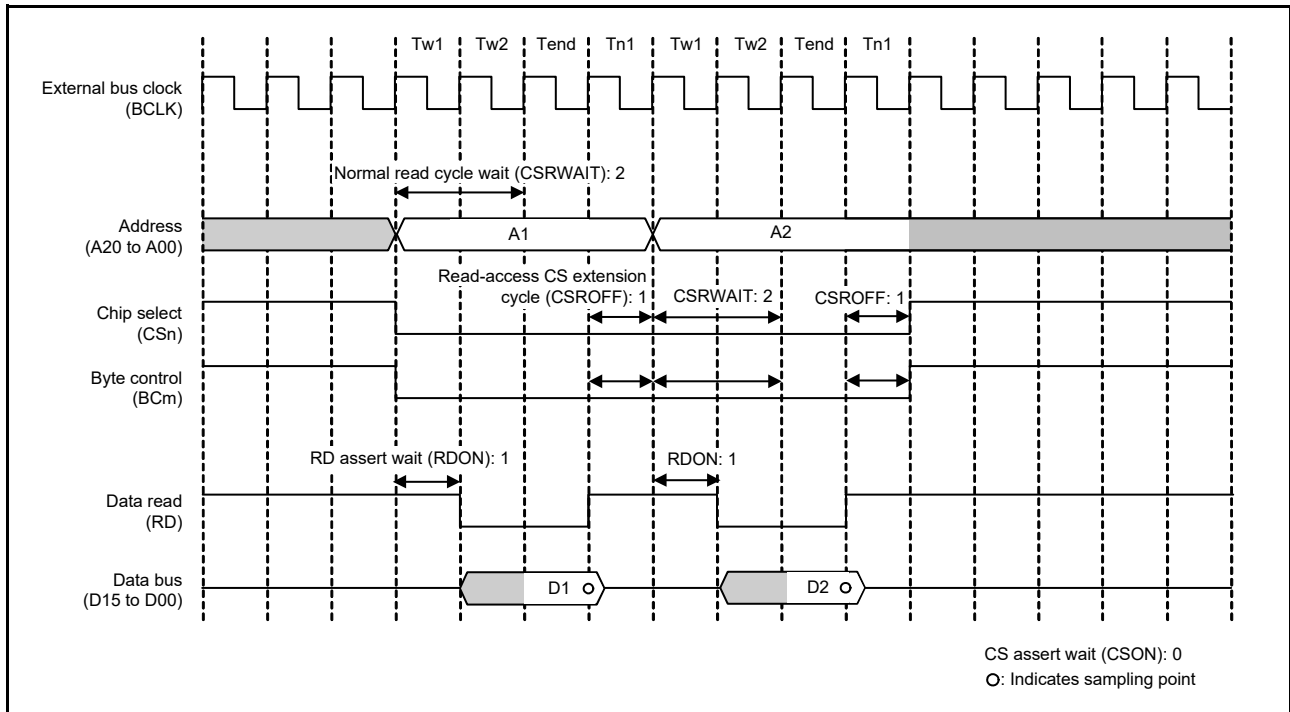 Tw1 Tw2 Tend Tn1 Tw1 Tw2 Tend Tn1
External bus clock
(BCLK)
Normal read cycle wait (CSRWAIT): 2
Address
(A20 to A00)
A1 A2
Read-access CS extension
cycle (CSROFF): 1
CSRWAIT: 2 CSROFF: 1
Chip select
(CSn)
Byte control
(BCm)
RD assert wait (RDON): 1 RDON: 1
Data read
(RD)
Data bus
(D15 to D00)
D1 D2
CS assert wait (CSON): 0
: Indicates sampling point